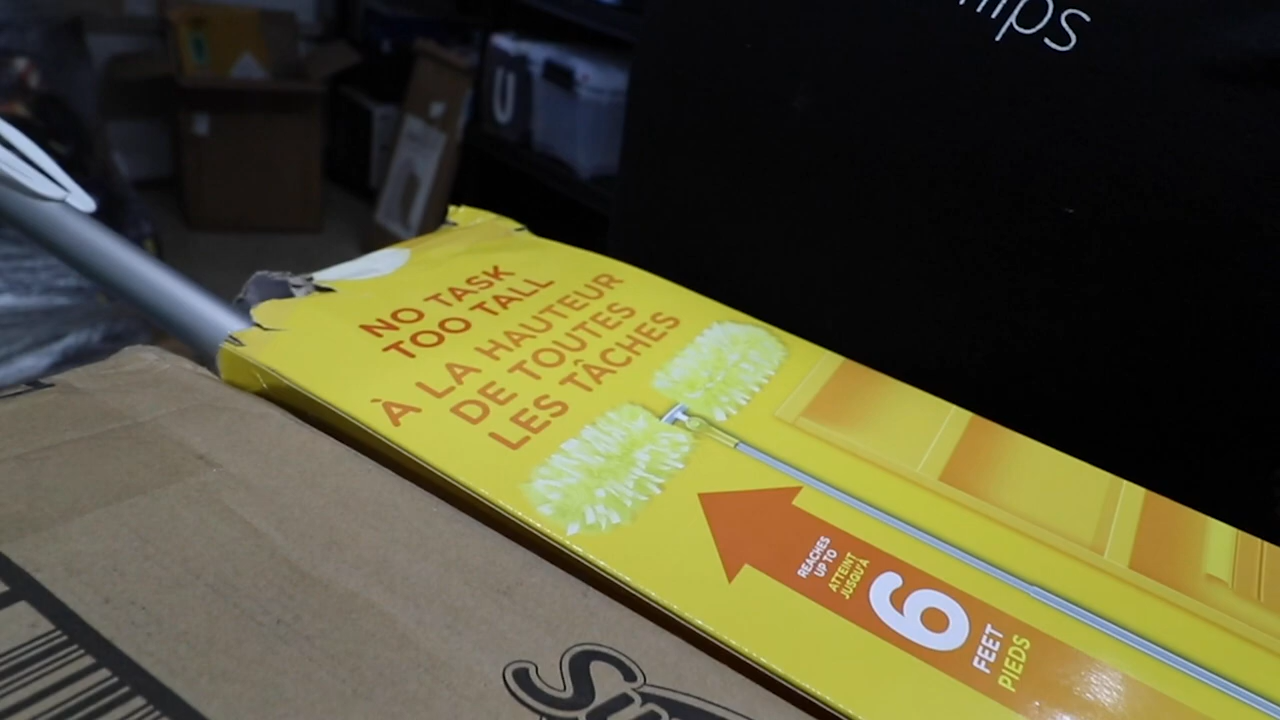 NO TASK
TOO TALL
À LA HAUTEUR
DE TOUTES
LES TÂCHES
REACHES
UP TO
ATTEINT
JUSQU'À
6
FEET
PIEDS
U